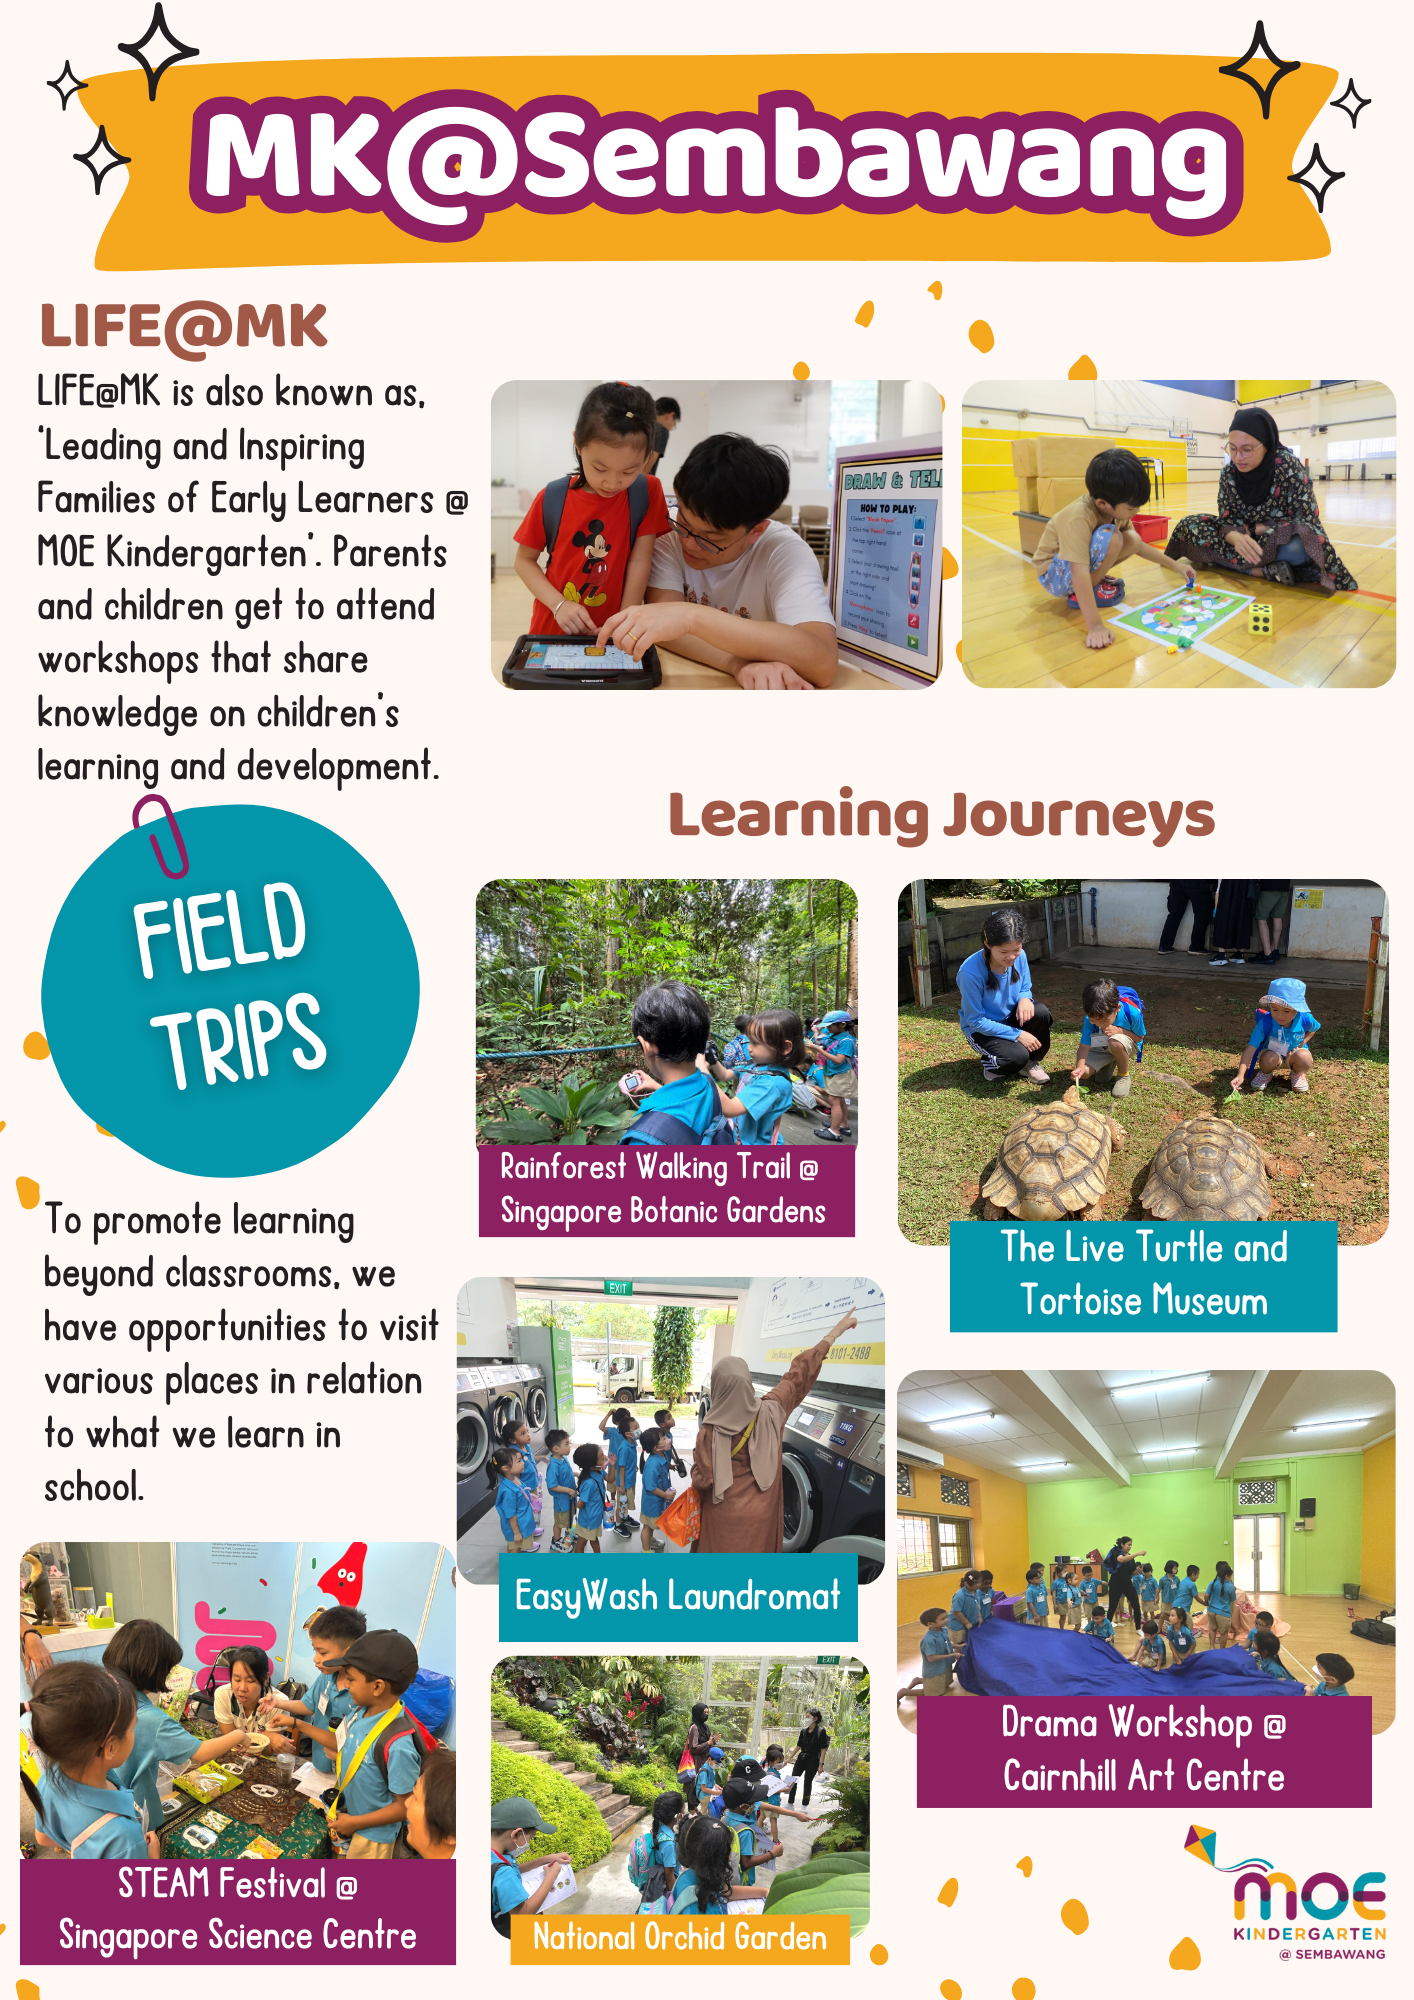 MK@Sembawang
LIFE@MK
LIFE@MK is also known as,
'Leading and Inspiring
Families of Early Learners @
MOE Kindergarten'. Parents
and children get to attend
workshops that share
knowledge on children's
learning and development.
DRAW & TELL
HOW TO PLAY:
Learning Journeys
FIELD
TRIPS
To promote learning
beyond classrooms, we
have opportunities to visit
various places in relation
to what we learn in
school.
Rainforest Walking Trail @
Singapore Botanic Gardens
The Live Turtle and
Tortoise Museum
EXIT
8101-2488
EasyWash Laundromat
Drama Workshop @
Cairnhill Art Centre
STEAM Festival @
Singapore Science Centre
EXIT
National Orchid Garden
MOE
KINDERGARTEN
@ SEMBAWANG